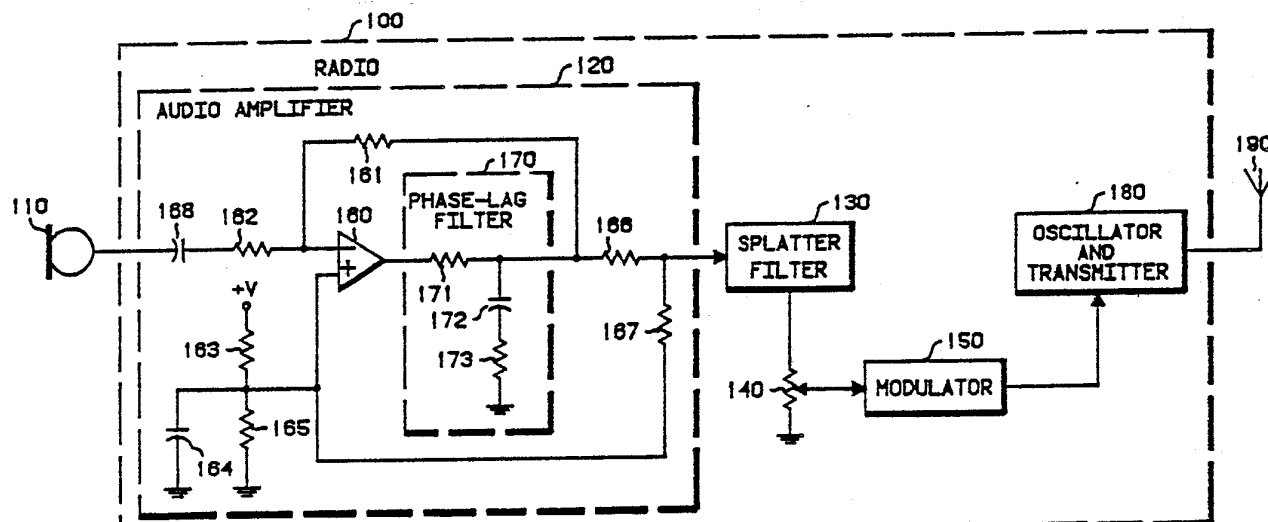 100
RADIO
120
AUDIO AMPLIFIER
161
170
PHASE-LAG
FILTER
110
168
162
160
171
172
173
166
167
+V
163
164
165
130
SPLATTER
FILTER
140
150
MODULATOR
180
OSCILLATOR
AND
TRANSMITTER
190